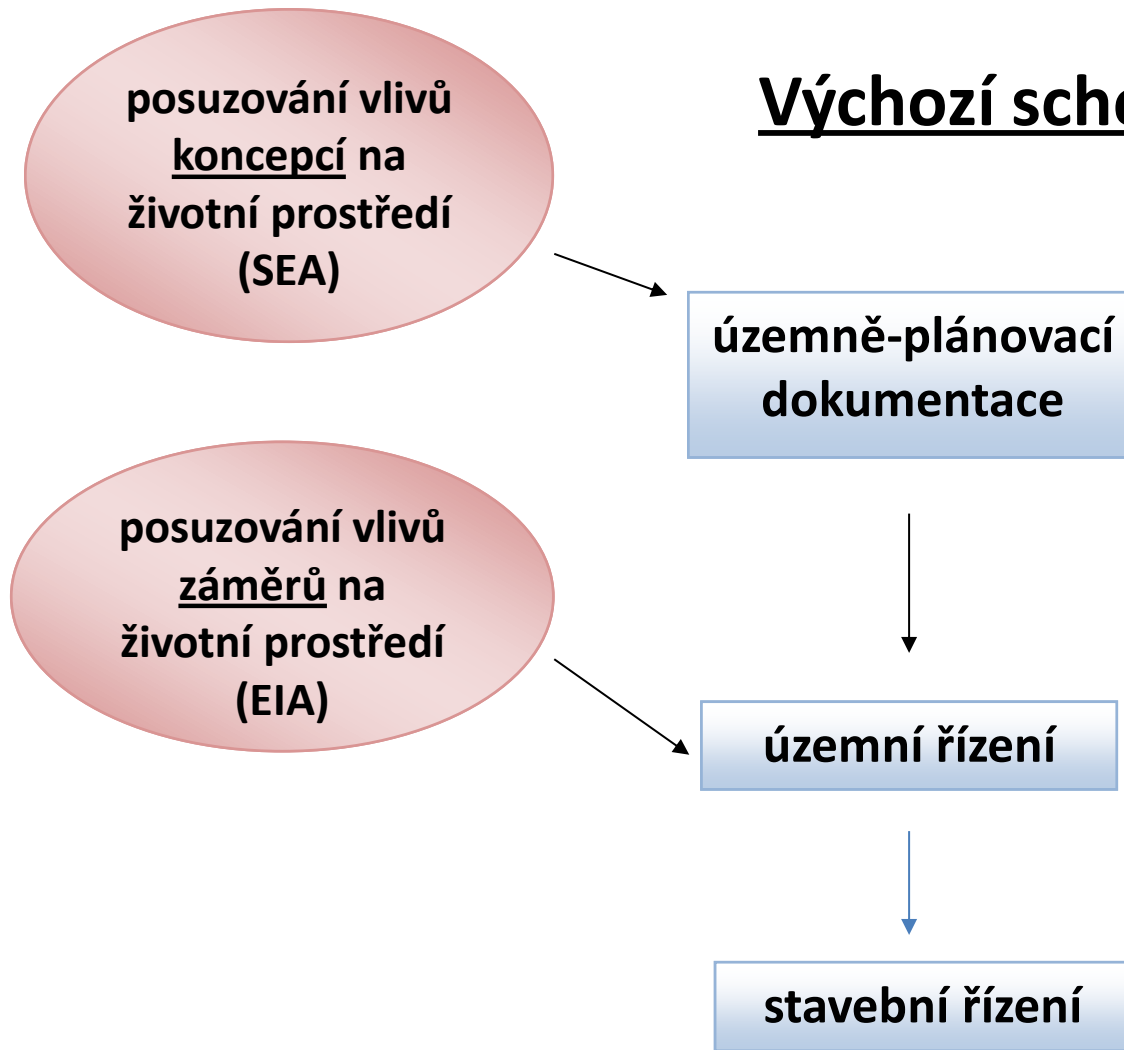 Výchozí sch
posuzování vlivů
koncepcí na
životní prostředí
(SEA)
územně-plánovací
dokumentace
posuzování vlivů
záměrů na
životní prostředí
(EIA)
územní řízení
stavební řízení